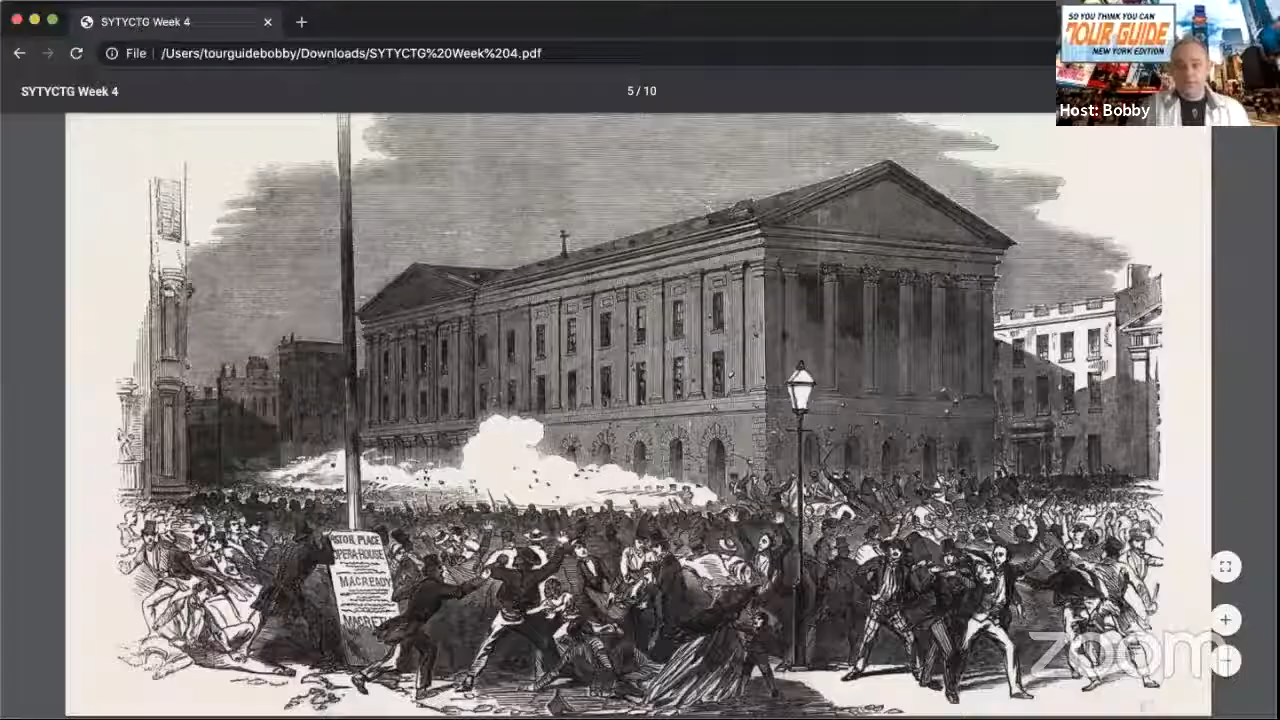 SYTYCTG Week 4
File
/Users/tourguidebobby/Downloads/SYTYCTG%20Week%204.pdf
SYTYCTG Week 4
5 / 10
SO YOU THINK YOU CAN
TOUR GUIDE
NEW YORK EDITION
Host: Bobby
ASTOR PLACE
OPERA-HOUSE
MACREADY
MACBETH
zoom